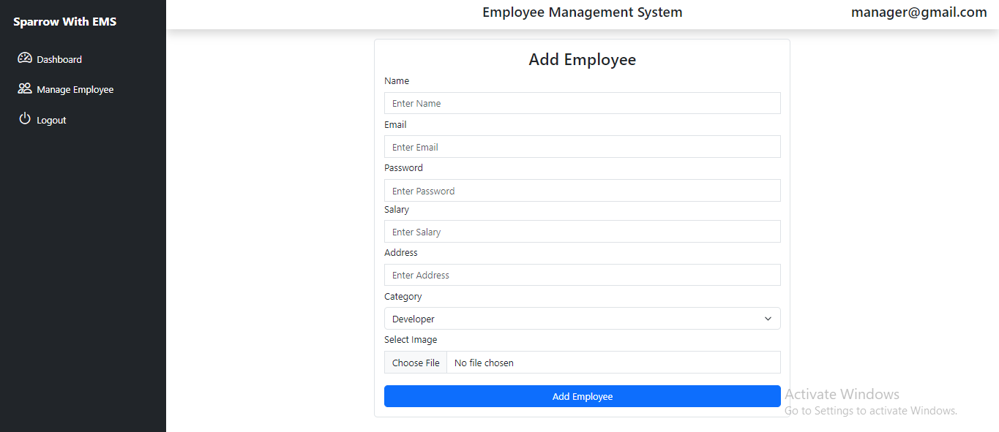 Sparrow With EMS
Dashboard
Manage Employee
Logout
Employee Management System
manager@gmail.com
Add Employee
Name
Enter Name
Email
Enter Email
Password
Enter Password
Salary
Enter Salary
Address
Enter Address
Category
Developer
Select Image
Choose File No file chosen
Add Employee
Activate Windows
Go to Settings to activate Windows.